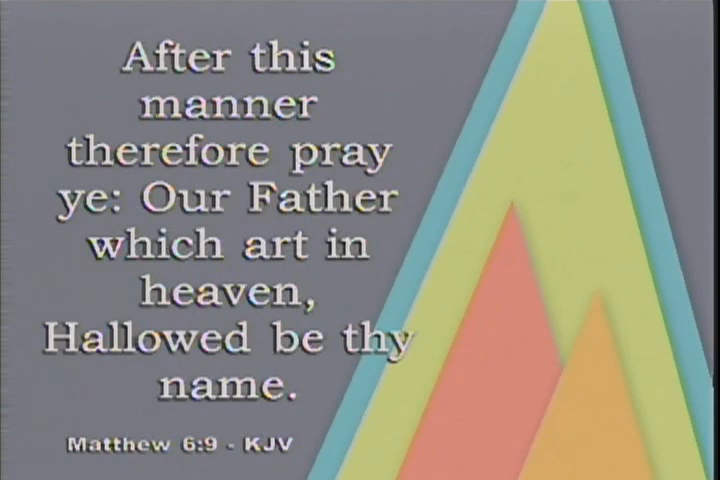 After this
manner
therefore pray
ye: Our Father
which art in
heaven,
Hallowed be thy
name.
Matthew 6:9 - KJV